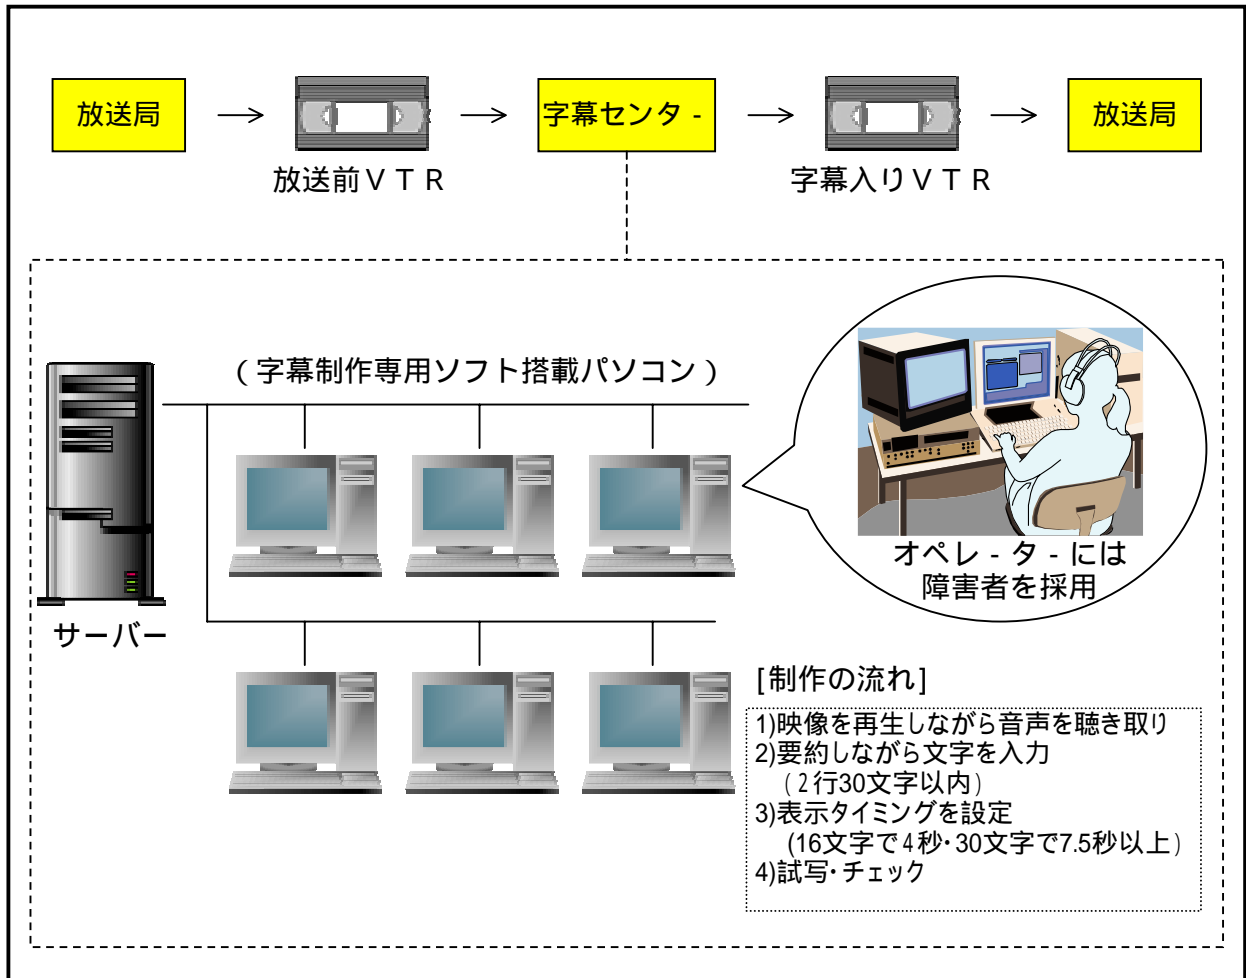 放送局
字幕センタ-
放送局
放送前VTR
字幕入りVTR
(字幕制作専用ソフト搭載パソコン)
サーバー
オペレ-タ-には
障害者を採用
[制作の流れ]
1)映像を再生しながら音声を聴き取り
2)要約しながら文字を入力
(2行30文字以内)
3)表示タイミングを設定
(16文字で4秒・30文字で7.5秒以上)
4)試写・チェック